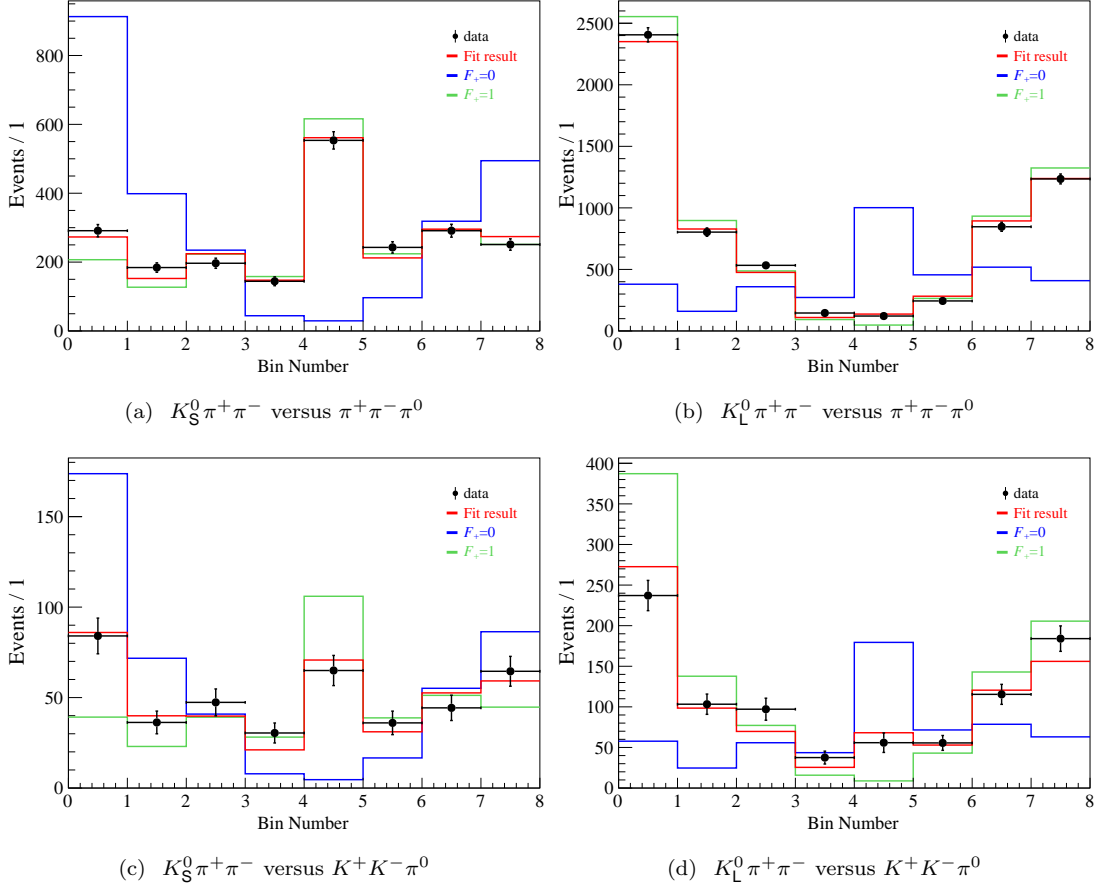 Events / 1
800
600
400
200
0
data
Fit result
F₊=0
F₊=1
0 1 2 3 4 5 6 7 8
Bin Number
(a) K⁰_S π⁺π⁻ versus π⁺π⁻π⁰
Events / 1
2500
2000
1500
1000
500
0
data
Fit result
F₊=0
F₊=1
0 1 2 3 4 5 6 7 8
Bin Number
(b) K⁰_L π⁺π⁻ versus π⁺π⁻π⁰
Events / 1
150
100
50
0
data
Fit result
F₊=0
F₊=1
0 1 2 3 4 5 6 7 8
Bin Number
(c) K⁰_S π⁺π⁻ versus K⁺K⁻π⁰
Events / 1
400
350
300
250
200
150
100
50
0
data
Fit result
F₊=0
F₊=1
0 1 2 3 4 5 6 7 8
Bin Number
(d) K⁰_L π⁺π⁻ versus K⁺K⁻π⁰